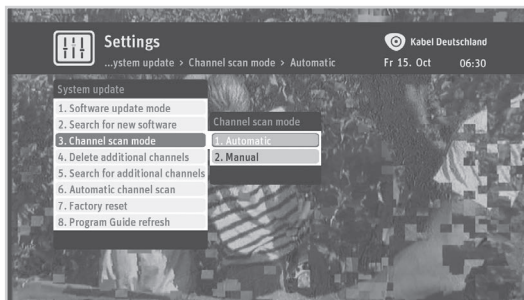 Settings
Kabel Deutschland
...ystem update > Channel scan mode > Automatic
Fr 15. Oct 06:30
System update
1. Software update mode
2. Search for new software
3. Channel scan mode
4. Delete additional channels
5. Search for additional channels
6. Automatic channel scan
7. Factory reset
8. Program Guide refresh
Channel scan mode
1. Automatic
2. Manual